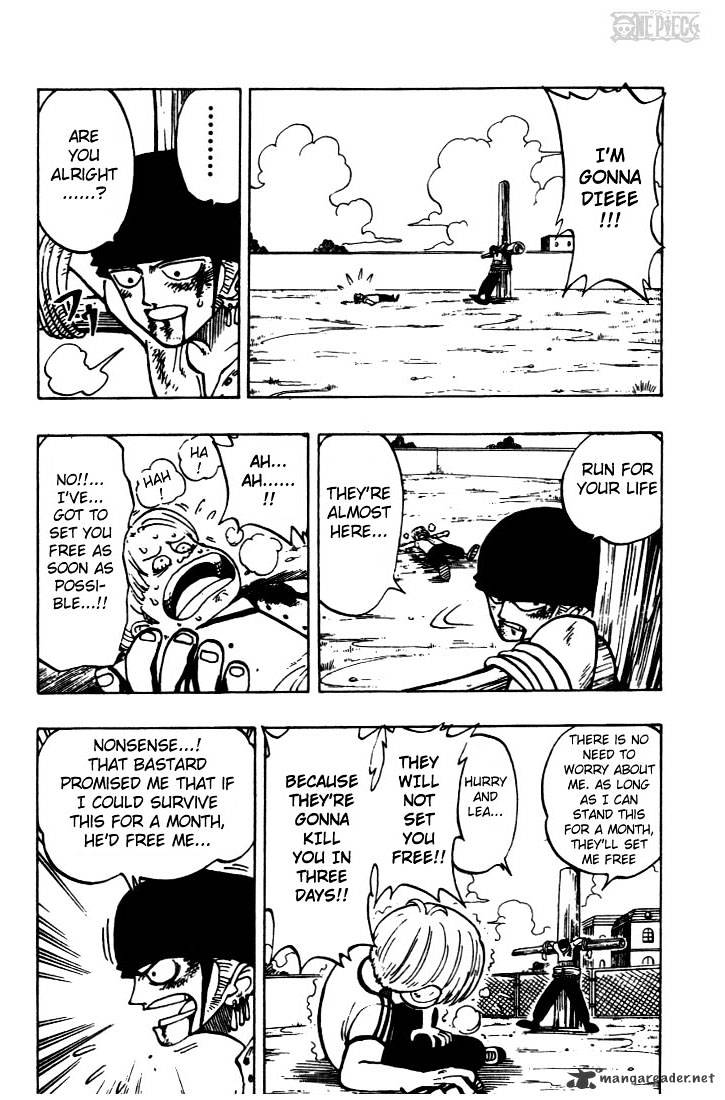 ONE PIECE
I'M
GONNA
DIEEE
!!!
........
ARE
YOU
ALRIGHT
......?
RUN FOR
YOUR LIFE
THEY'RE
ALMOST
HERE...
AH...
AH......
!!
HA
!
HAH
!
NO!!...
I'VE...
GOT TO
SET YOU
FREE AS
SOON AS
POSSI-
BLE...!!
THERE IS NO
NEED TO
WORRY ABOUT
ME. AS LONG
AS I CAN
STAND THIS
FOR A MONTH,
THEY'LL SET
ME FREE
HURRY
AND
LEA...
THEY
WILL
NOT
SET
YOU
FREE!!
BECAUSE
THEY'RE
GONNA
KILL
YOU IN
THREE
DAYS!!
NONSENSE...!
THAT BASTARD
PROMISED ME THAT IF
I COULD SURVIVE
THIS FOR A MONTH,
HE'D FREE ME...
mangareader.net